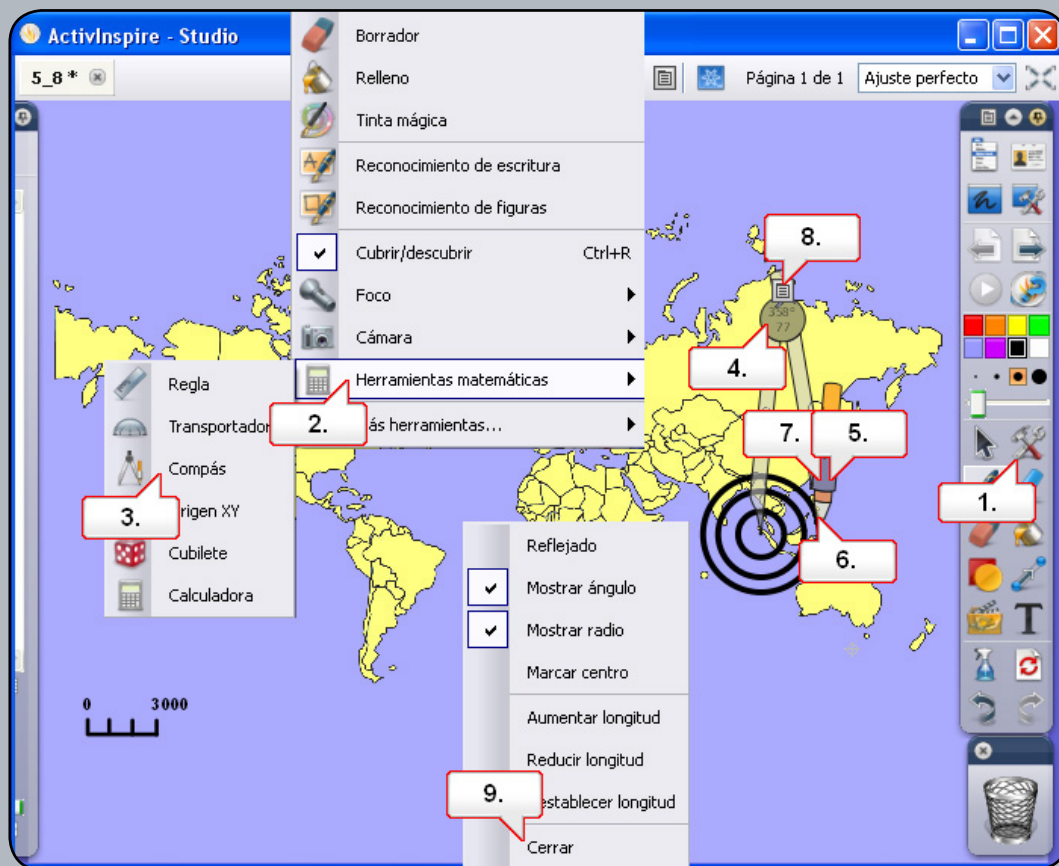 ActivInspire - Studio
5_8 *
Página 1 de 1
Ajuste perfecto
Borrador
Relleno
Tinta mágica
Reconocimiento de escritura
Reconocimiento de figuras
Cubrir/descubrir Ctrl+R
Foco
Cámara
Herramientas matemáticas
ás herramientas...
Regla
Transportador
Compás
rigen XY
Cubilete
Calculadora
Reflejado
Mostrar ángulo
Mostrar radio
Marcar centro
Aumentar longitud
Reducir longitud
establecer longitud
Cerrar
1.
2.
3.
4.
5.
6.
7.
8.
9.
358°
77
0 3000
T